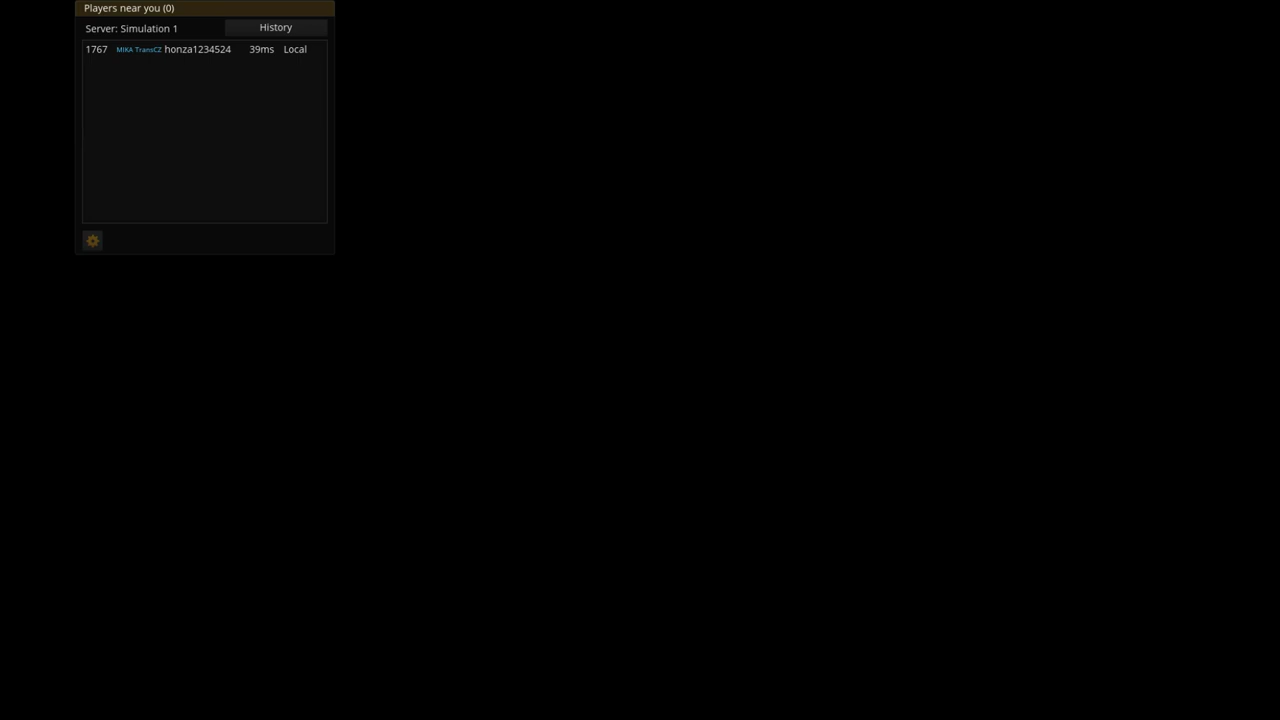 Players near you (0)
Server: Simulation 1 History
1767 MIKA TransCZ honza1234524 39ms Local